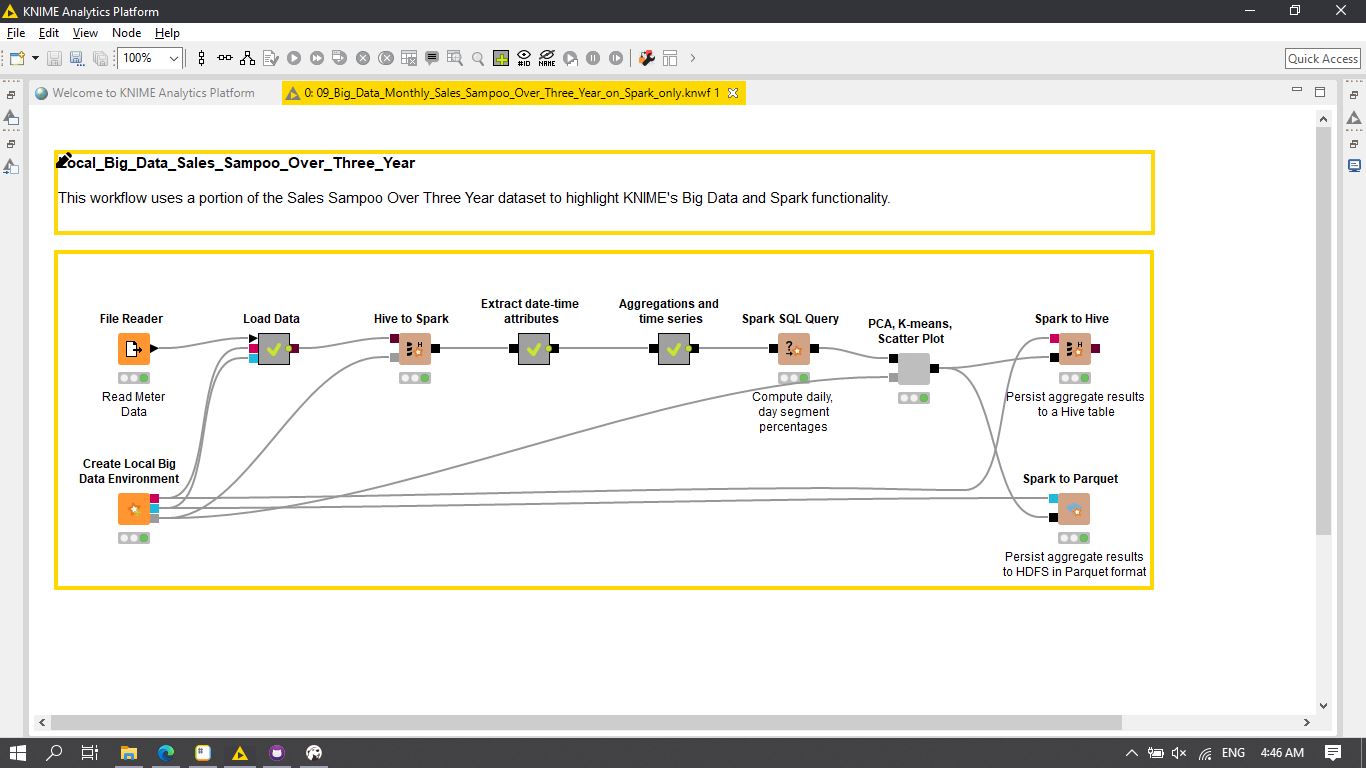 KNIME Analytics Platform
File Edit View Node Help
100%
#ID
NAME
Quick Access
Welcome to KNIME Analytics Platform
0: 09_Big_Data_Monthly_Sales_Sampoo_Over_Three_Year_on_Spark_only.knwf 1
Local_Big_Data_Sales_Sampoo_Over_Three_Year
This workflow uses a portion of the Sales Sampoo Over Three Year dataset to highlight KNIME's Big Data and Spark functionality.
File Reader
Read Meter
Data
Load Data
Hive to Spark
H
Extract date-time
attributes
Aggregations and
time series
Spark SQL Query
?
Compute daily,
day segment
percentages
PCA, K-means,
Scatter Plot
Spark to Hive
H
Persist aggregate results
to a Hive table
Create Local Big
Data Environment
Spark to Parquet
Persist aggregate results
to HDFS in Parquet format
ENG
4:46 AM